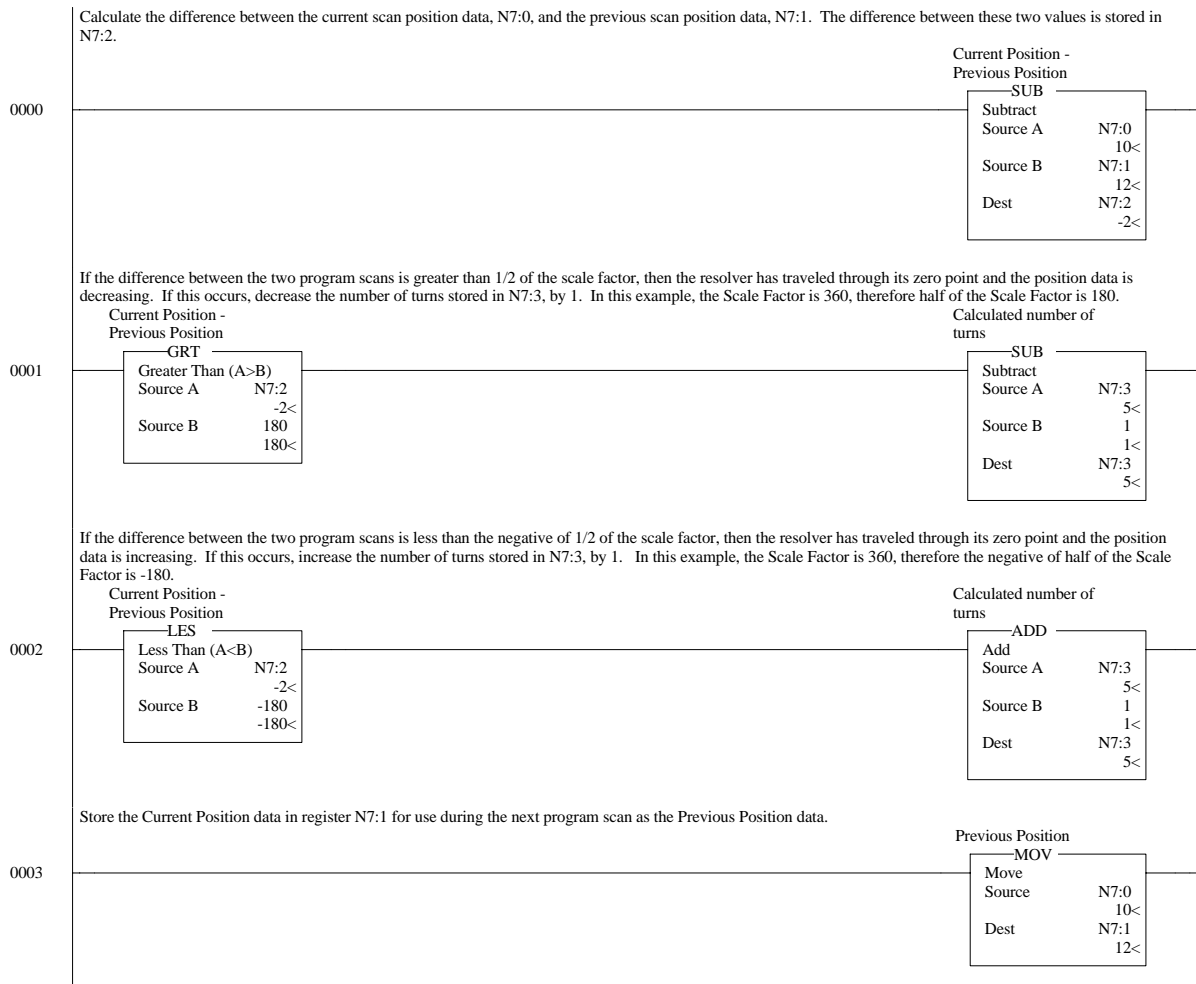 Calculate the difference between the current scan position data, N7:0, and the previous scan position data, N7:1.  The difference between these two values is stored in
N7:2.
Current Position -
Previous Position
SUB
0000
Subtract
Source A N7:0
10<
Source B N7:1
12<
Dest N7:2
-2<
If the difference between the two program scans is greater than 1/2 of the scale factor, then the resolver has traveled through its zero point and the position data is
decreasing.  If this occurs, decrease the number of turns stored in N7:3, by 1.  In this example, the Scale Factor is 360, therefore half of the Scale Factor is 180.
Current Position -
Previous Position
GRT
0001
Greater Than (A>B)
Source A N7:2
-2<
Source B 180
180<
Calculated number of
turns
SUB
Subtract
Source A N7:3
5<
Source B 1
1<
Dest N7:3
5<
If the difference between the two program scans is less than the negative of 1/2 of the scale factor, then the resolver has traveled through its zero point and the position
data is increasing.  If this occurs, increase the number of turns stored in N7:3, by 1.   In this example, the Scale Factor is 360, therefore the negative of half of the Scale
Factor is -180.
Current Position -
Previous Position
LES
0002
Less Than (A<B)
Source A N7:2
-2<
Source B -180
-180<
Calculated number of
turns
ADD
Add
Source A N7:3
5<
Source B 1
1<
Dest N7:3
5<
Store the Current Position data in register N7:1 for use during the next program scan as the Previous Position data.
Previous Position
MOV
0003
Move
Source N7:0
10<
Dest N7:1
12<